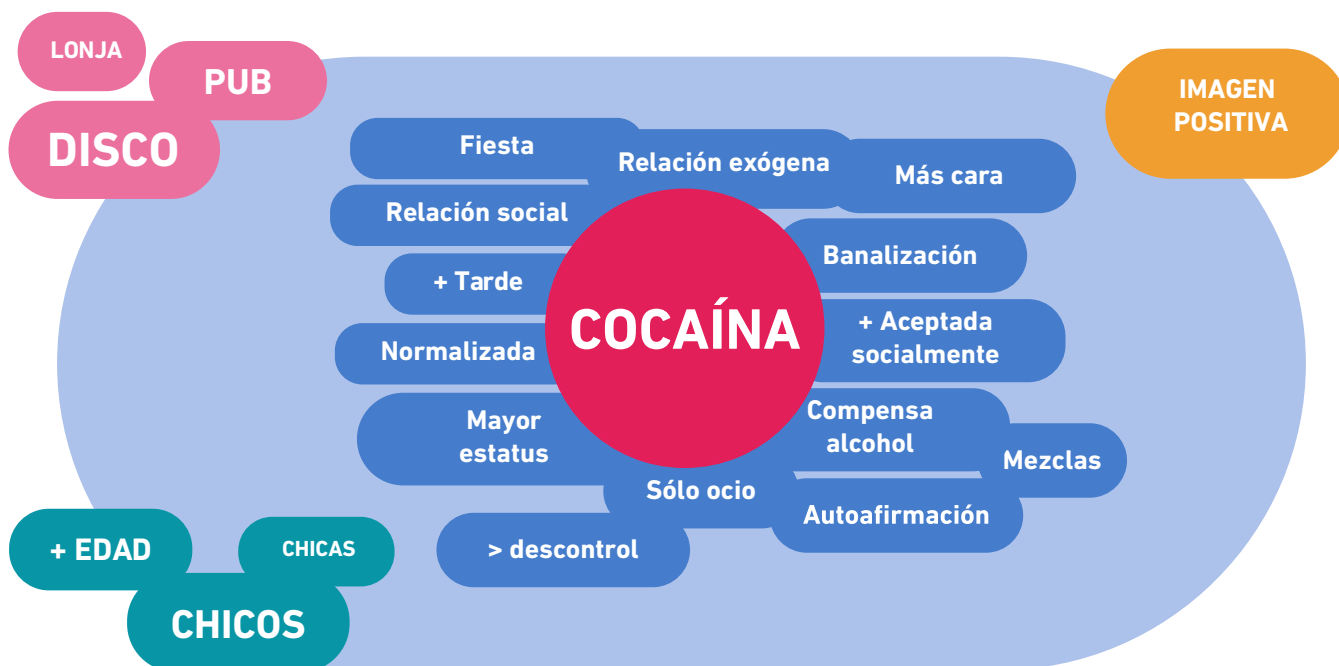 LONJA
PUB
DISCO
IMAGEN
POSITIVA
Fiesta
Relación exógena
Más cara
Relación social
Banalización
+ Tarde
COCAÍNA
+ Aceptada
socialmente
Normalizada
Mayor
estatus
Compensa
alcohol
Mezclas
Sólo ocio
Autoafirmación
> descontrol
+ EDAD
CHICAS
CHICOS